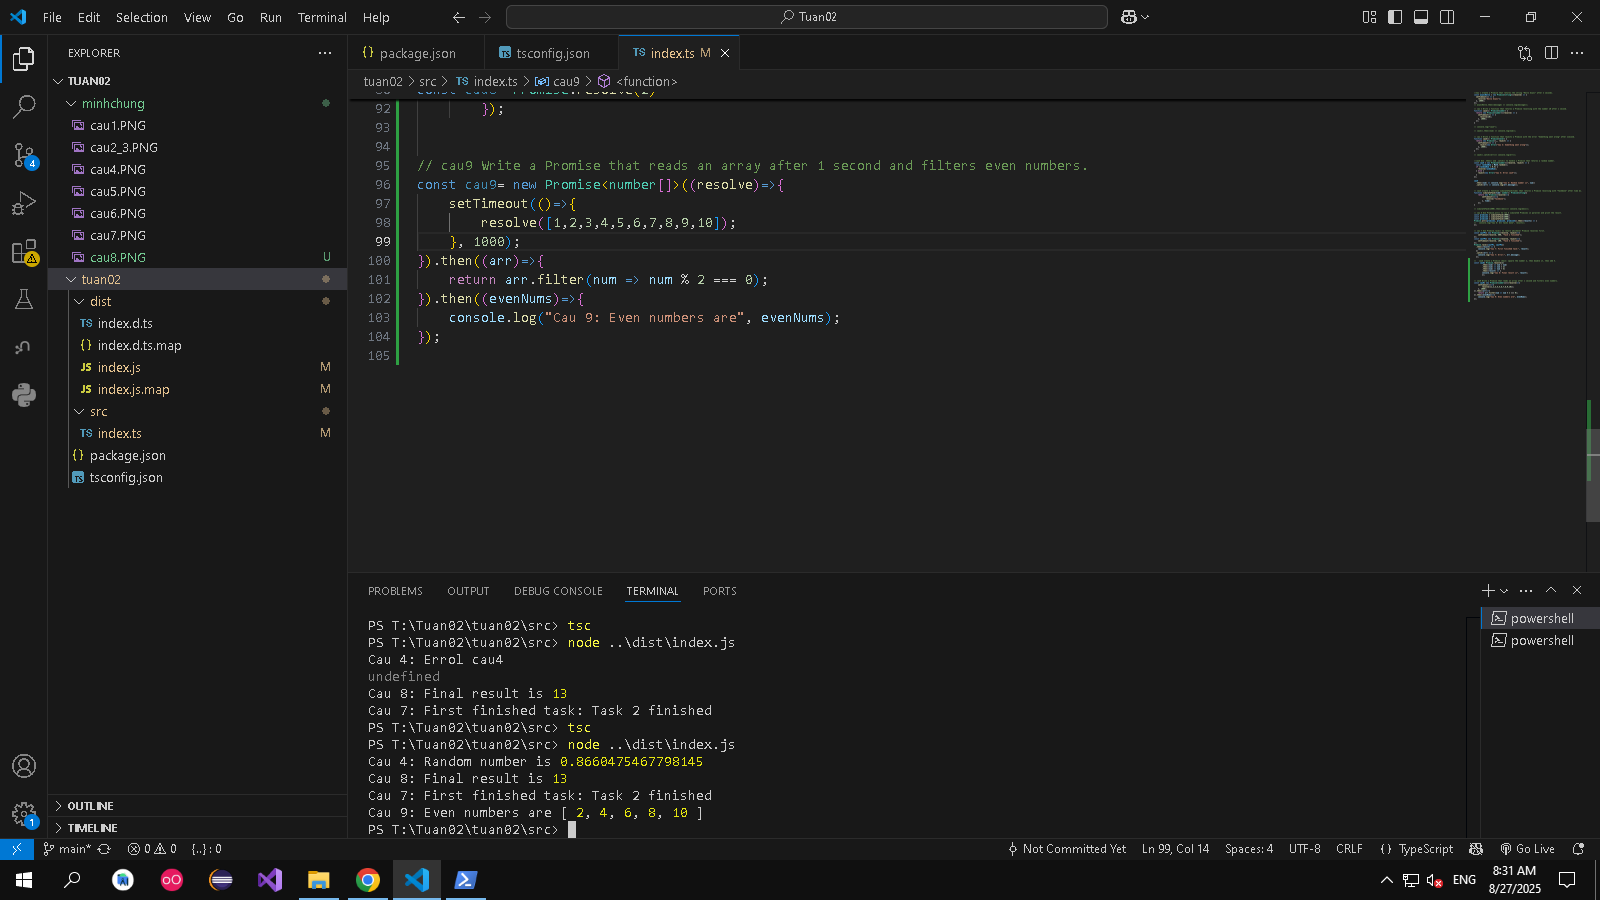 File Edit Selection View Go Run Terminal Help
Tuan02
EXPLORER
package.json
tsconfig.json
index.ts M
TUAN02
tuan02 > src > TS index.ts > cau9 > <function>
minhchung
cau1.PNG
cau2_3.PNG
cau4.PNG
cau5.PNG
cau6.PNG
cau7.PNG
cau8.PNG U
tuan02
dist
TS index.d.ts
{} index.d.ts.map
JS index.js M
JS index.js.map M
src
TS index.ts M
{} package.json
TS tsconfig.json
OUTLINE
TIMELINE
92 });
93
94
95 // cau9 Write a Promise that reads an array after 1 second and filters even numbers.
96 const cau9= new Promise<number[]>((resolve)=>{
97 setTimeout(()=>{
98 resolve([1,2,3,4,5,6,7,8,9,10]);
99 }, 1000);
100 }).then((arr)=>{
101 return arr.filter(num => num % 2 === 0);
102 }).then((evenNums)=>{
103 console.log("Cau 9: Even numbers are", evenNums);
104 });
105
PROBLEMS OUTPUT DEBUG CONSOLE TERMINAL PORTS
PS T:\Tuan02\tuan02\src> tsc
PS T:\Tuan02\tuan02\src> node ..\dist\index.js
Cau 4: Errol cau4
undefined
Cau 8: Final result is 13
Cau 7: First finished task: Task 2 finished
PS T:\Tuan02\tuan02\src> tsc
PS T:\Tuan02\tuan02\src> node ..\dist\index.js
Cau 4: Random number is 0.8660475467798145
Cau 8: Final result is 13
Cau 7: First finished task: Task 2 finished
Cau 9: Even numbers are [ 2, 4, 6, 8, 10 ]
PS T:\Tuan02\tuan02\src>
powershell
powershell
main* 0 0 {..} : 0
Not Committed Yet Ln 99, Col 14 Spaces: 4 UTF-8 CRLF {} TypeScript Go Live
ENG
8:31 AM
8/27/2025